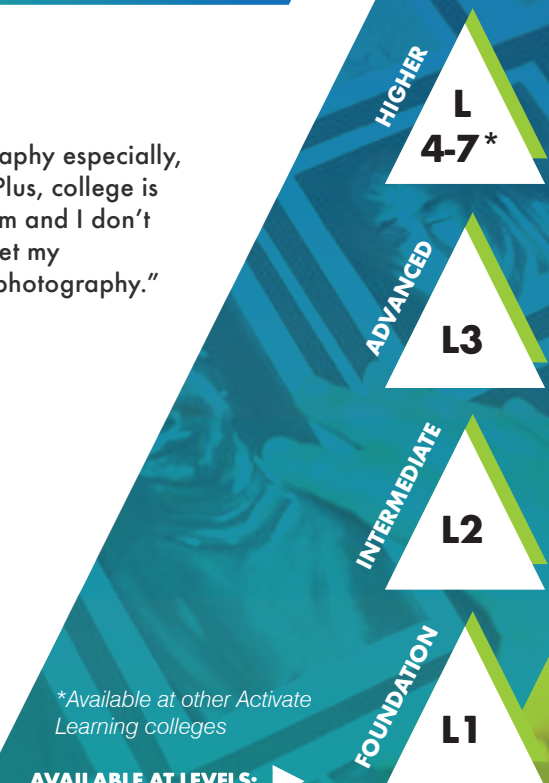 aphy especially,
Plus, college is
m and I don’t
et my
photography.”
HIGHER
L
4-7*
ADVANCED
L3
INTERMEDIATE
L2
FOUNDATION
L1
*Available at other Activate
Learning colleges
AVAILABLE AT LEVELS: